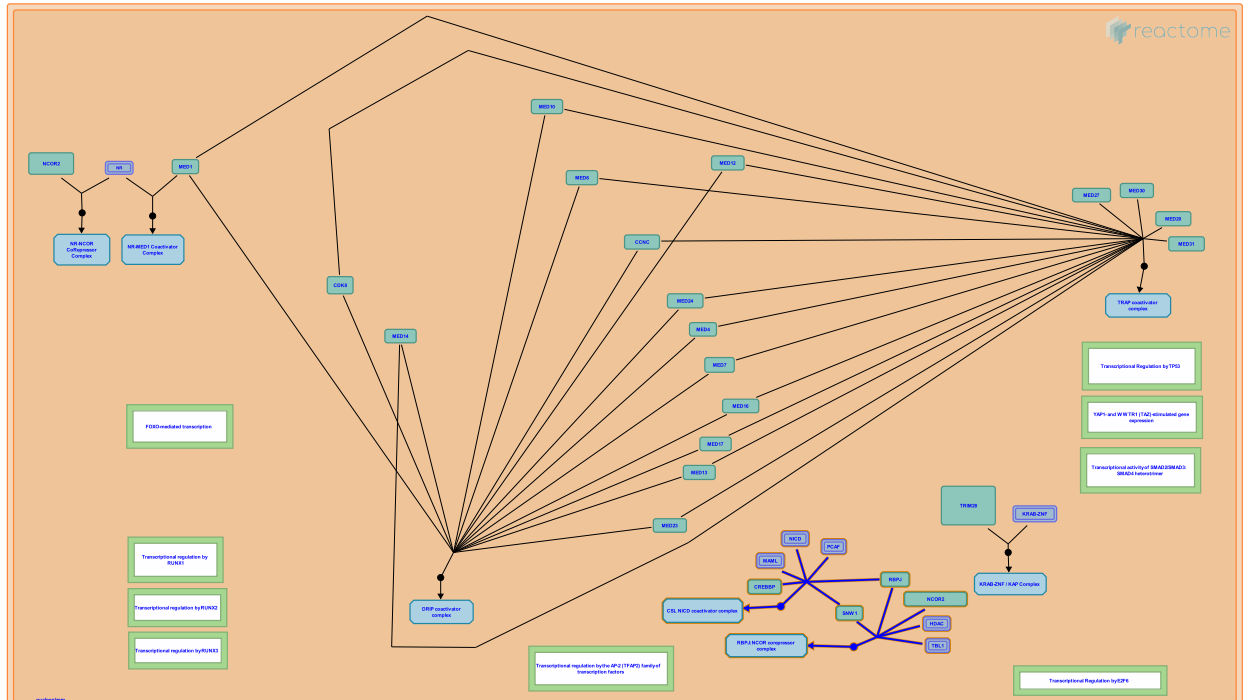 reactome
MED10
NCOR2
NR
MED1
MED12
MED6
MED27
MED30
MED20
MED31
CCNC
NR-NCOR
CoRepressor
Complex
NR-MED1 Coactivator
Complex
CDK8
MED24
TRAP coactivator
complex
MED4
MED14
MED7
Transcriptional Regulation by TP53
MED16
YAP1- and WWTR1 (TAZ)-stimulated gene
expression
FOXO-mediated transcription
MED17
MED13
Transcriptional activity of SMAD2/SMAD3:
SMAD4 heterotrimer
TRIM28
KRAB-ZNF
MED23
NICD
PCAF
Transcriptional regulation by
RUNX1
MAML
CREBBP
RBPJ
KRAB-ZNF / KAP Complex
Transcriptional regulation by RUNX2
DRIP coactivator
complex
CSL NICD coactivator complex
SNW1
NCOR2
HDAC
Transcriptional regulation by RUNX3
RBPJ:NCOR corepressor
complex
TBL1
Transcriptional regulation by the AP-2 (TFAP2) family of
transcription factors
Transcriptional Regulation by E2F6